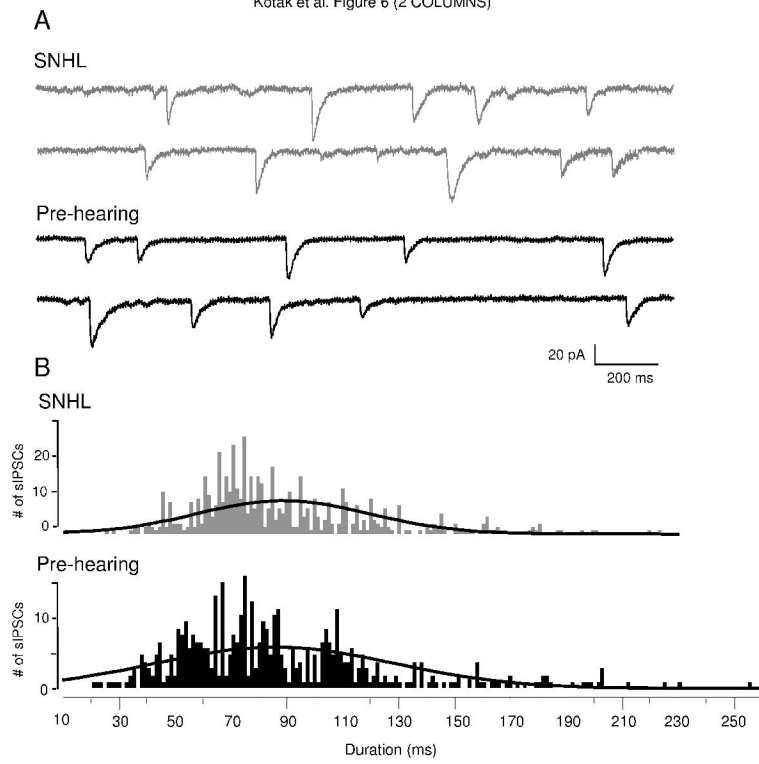 Kotak et al. Figure 6 (2 COLUMNS)
A
SNHL
Pre-hearing
20 pA
200 ms
B
SNHL
# of sIPSCs
20
10
0
Pre-hearing
# of sIPSCs
10
0
10 30 50 70 90 110 130 150 170 190 210 230 250
Duration (ms)